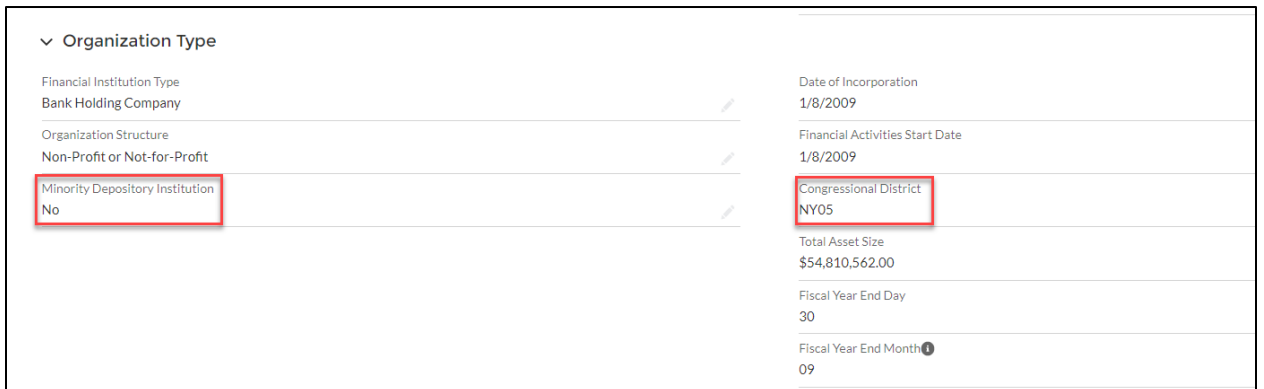 Organization Type
Financial Institution Type
Bank Holding Company
Organization Structure
Non-Profit or Not-for-Profit
Minority Depository Institution
No
Date of Incorporation
1/8/2009
Financial Activities Start Date
1/8/2009
Congressional District
NY05
Total Asset Size
$54,810,562.00
Fiscal Year End Day
30
Fiscal Year End Month
09